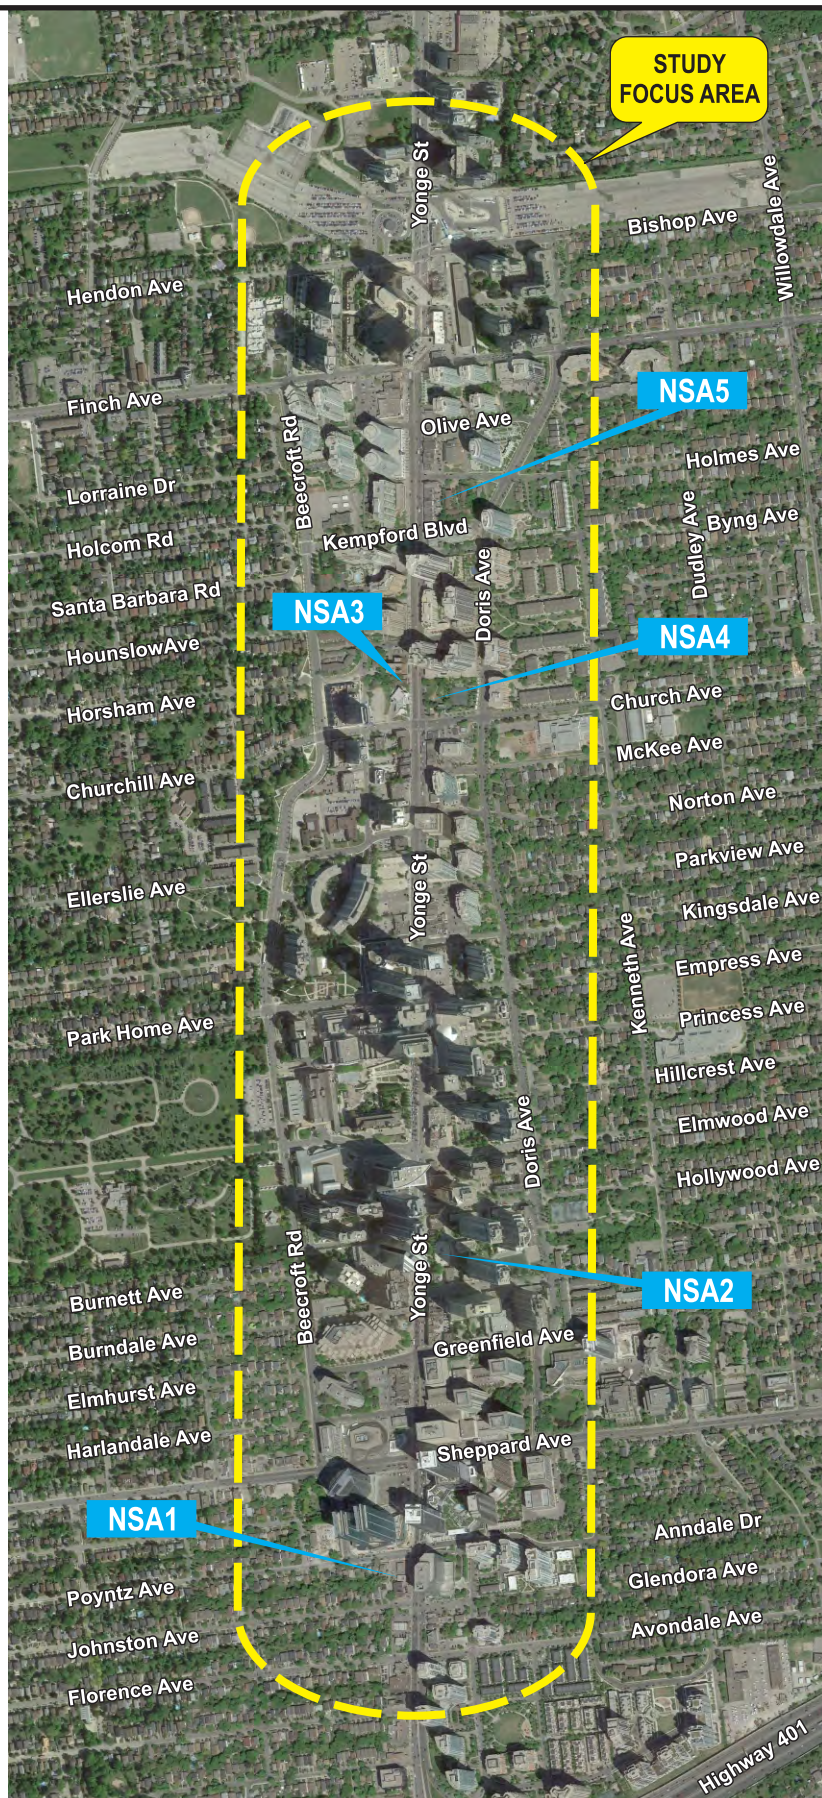 STUDY
FOCUS AREA
Yonge St
Willowdale Ave
Bishop Ave
Hendon Ave
Finch Ave
NSA5
Olive Ave
Beecroft Rd
Holmes Ave
Lorraine Dr
Dudley Ave
Byng Ave
Kempford Blvd
Holcom Rd
Doris Ave
Santa Barbara Rd
NSA3
NSA4
HounslowAve
Church Ave
Horsham Ave
McKee Ave
Churchill Ave
Norton Ave
Parkview Ave
Yonge St
Ellerslie Ave
Kingsdale Ave
Kenneth Ave
Empress Ave
Princess Ave
Park Home Ave
Hillcrest Ave
Elmwood Ave
Doris Ave
Hollywood Ave
Beecroft Rd
Yonge St
NSA2
Burnett Ave
Greenfield Ave
Burndale Ave
Elmhurst Ave
Harlandale Ave
Sheppard Ave
NSA1
Anndale Dr
Glendora Ave
Poyntz Ave
Avondale Ave
Johnston Ave
Florence Ave
Highway 401